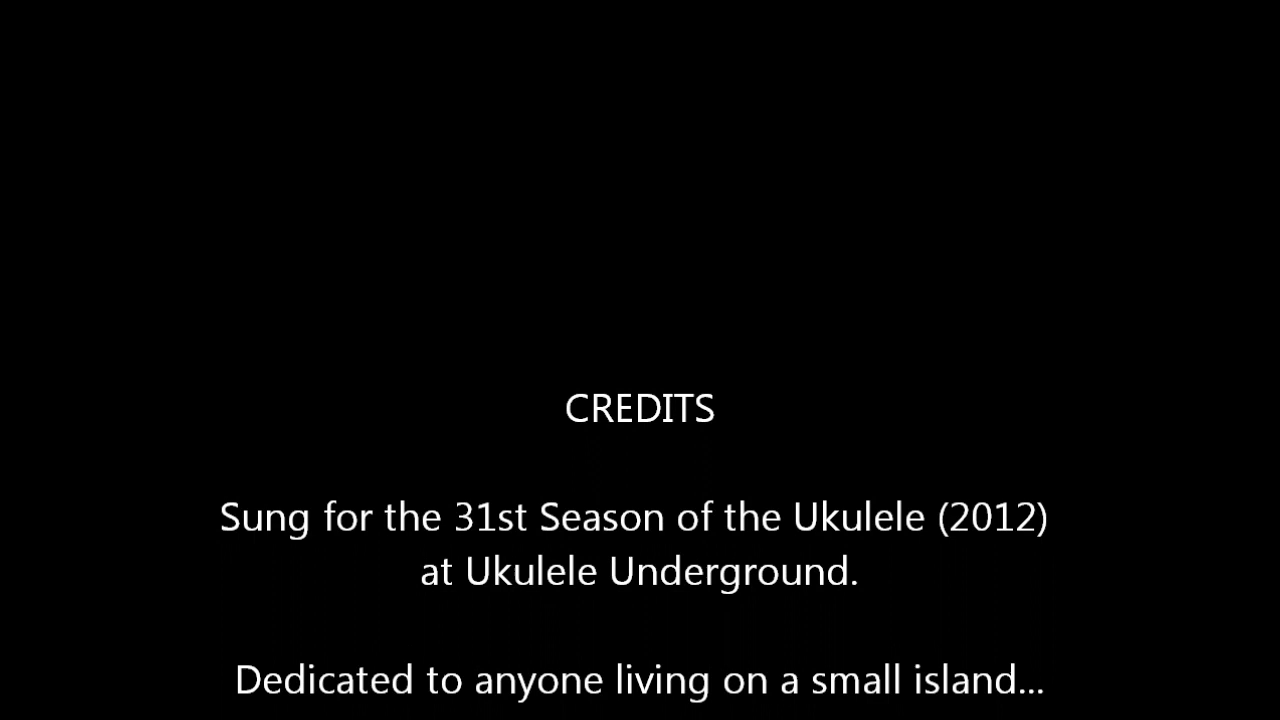 CREDITS
Sung for the 31st Season of the Ukulele (2012)
at Ukulele Underground.
Dedicated to anyone living on a small island...